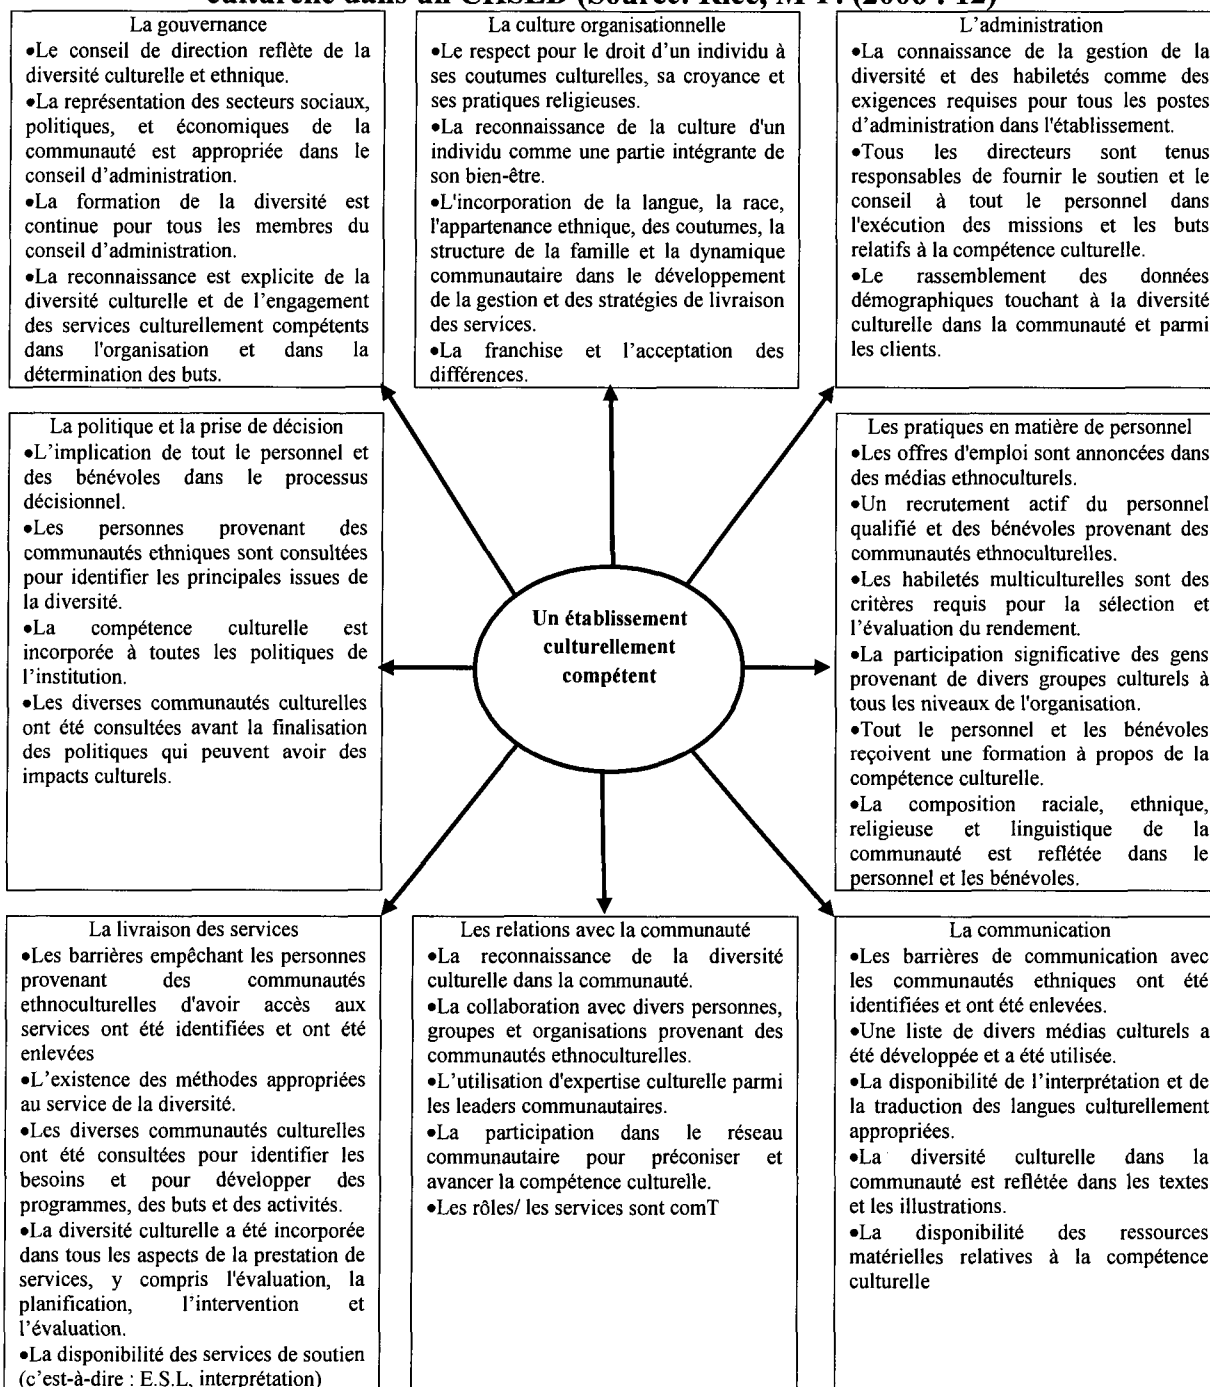 culturelle dans un CHSLD (Source: Rice, M-F. (2006 : 12)
La gouvernance
•Le conseil de direction reflète de la
diversité culturelle et ethnique.
•La représentation des secteurs sociaux,
politiques, et économiques de la
communauté est appropriée dans le
conseil d'administration.
•La formation de la diversité est
continue pour tous les membres du
conseil d'administration.
•La reconnaissance est explicite de la
diversité culturelle et de l'engagement
des services culturellement compétents
dans l'organisation et dans la
détermination des buts.
La culture organisationnelle
•Le respect pour le droit d'un individu à
ses coutumes culturelles, sa croyance et
ses pratiques religieuses.
•La reconnaissance de la culture d'un
individu comme une partie intégrante de
son bien-être.
•L'incorporation de la langue, la race,
l'appartenance ethnique, des coutumes, la
structure de la famille et la dynamique
communautaire dans le développement
de la gestion et des stratégies de livraison
des services.
•La franchise et l'acceptation des
différences.
L'administration
•La connaissance de la gestion de la
diversité et des habiletés comme des
exigences requises pour tous les postes
d'administration dans l'établissement.
•Tous les directeurs sont tenus
responsables de fournir le soutien et le
conseil à tout le personnel dans
l'exécution des missions et les buts
relatifs à la compétence culturelle.
•Le rassemblement des données
démographiques touchant à la diversité
culturelle dans la communauté et parmi
les clients.
La politique et la prise de décision
•L'implication de tout le personnel et
des bénévoles dans le processus
décisionnel.
•Les personnes provenant des
communautés ethniques sont consultées
pour identifier les principales issues de
la diversité.
•La compétence culturelle est
incorporée à toutes les politiques de
l'institution.
•Les diverses communautés culturelles
ont été consultées avant la finalisation
des politiques qui peuvent avoir des
impacts culturels.
Un établissement
culturellement
compétent
Les pratiques en matière de personnel
•Les offres d'emploi sont annoncées dans
des médias ethnoculturels.
•Un recrutement actif du personnel
qualifié et des bénévoles provenant des
communautés ethnoculturelles.
•Les habiletés multiculturelles sont des
critères requis pour la sélection et
l'évaluation du rendement.
•La participation significative des gens
provenant de divers groupes culturels à
tous les niveaux de l'organisation.
•Tout le personnel et les bénévoles
reçoivent une formation à propos de la
compétence culturelle.
•La composition raciale, ethnique,
religieuse et linguistique de la
communauté est reflétée dans le
personnel et les bénévoles.
La livraison des services
•Les barrières empêchant les personnes
provenant des communautés
ethnoculturelles d'avoir accès aux
services ont été identifiées et ont été
enlevées
•L'existence des méthodes appropriées
au service de la diversité.
•Les diverses communautés culturelles
ont été consultées pour identifier les
besoins et pour développer des
programmes, des buts et des activités.
•La diversité culturelle a été incorporée
dans tous les aspects de la prestation de
services, y compris l'évaluation, la
planification, l'intervention et
l'évaluation.
•La disponibilité des services de soutien
(c'est-à-dire : E.S.L, interprétation)
Les relations avec la communauté
•La reconnaissance de la diversité
culturelle dans la communauté.
•La collaboration avec divers personnes,
groupes et organisations provenant des
communautés ethnoculturelles.
•L'utilisation d'expertise culturelle parmi
les leaders communautaires.
•La participation dans le réseau
communautaire pour préconiser et
avancer la compétence culturelle.
•Les rôles/ les services sont comT
La communication
•Les barrières de communication avec
les communautés ethniques ont été
identifiées et ont été enlevées.
•Une liste de divers médias culturels a
été développée et a été utilisée.
•La disponibilité de l'interprétation et de
la traduction des langues culturellement
appropriées.
•La diversité culturelle dans la
communauté est reflétée dans les textes
et les illustrations.
•La disponibilité des ressources
matérielles relatives à la compétence
culturelle